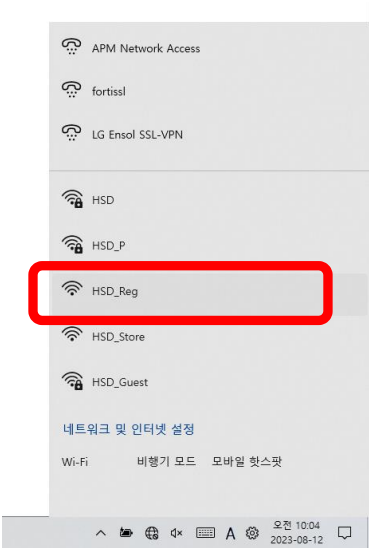 APM Network Access
fortissl
LG Ensol SSL-VPN
HSD
HSD_P
HSD_Reg
HSD_Store
HSD_Guest
네트워크 및 인터넷 설정
Wi-Fi 비행기 모드 모바일 핫스팟
A 오전 10:04
2023-08-12